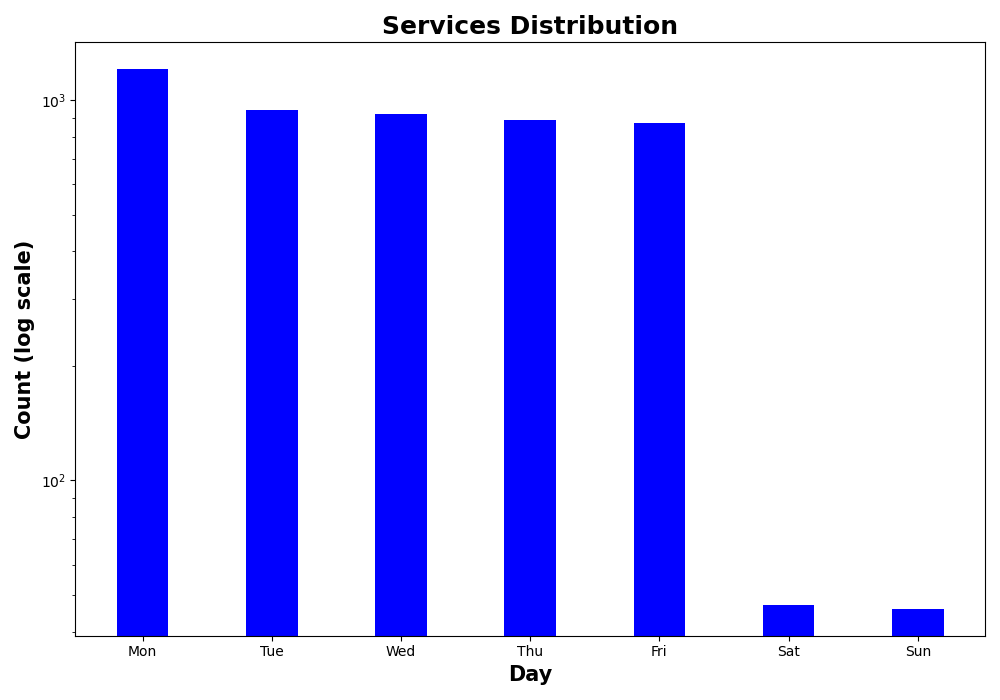 Services Distribution
Count (log scale)
10³
10²
Mon Tue Wed Thu Fri Sat Sun
Day